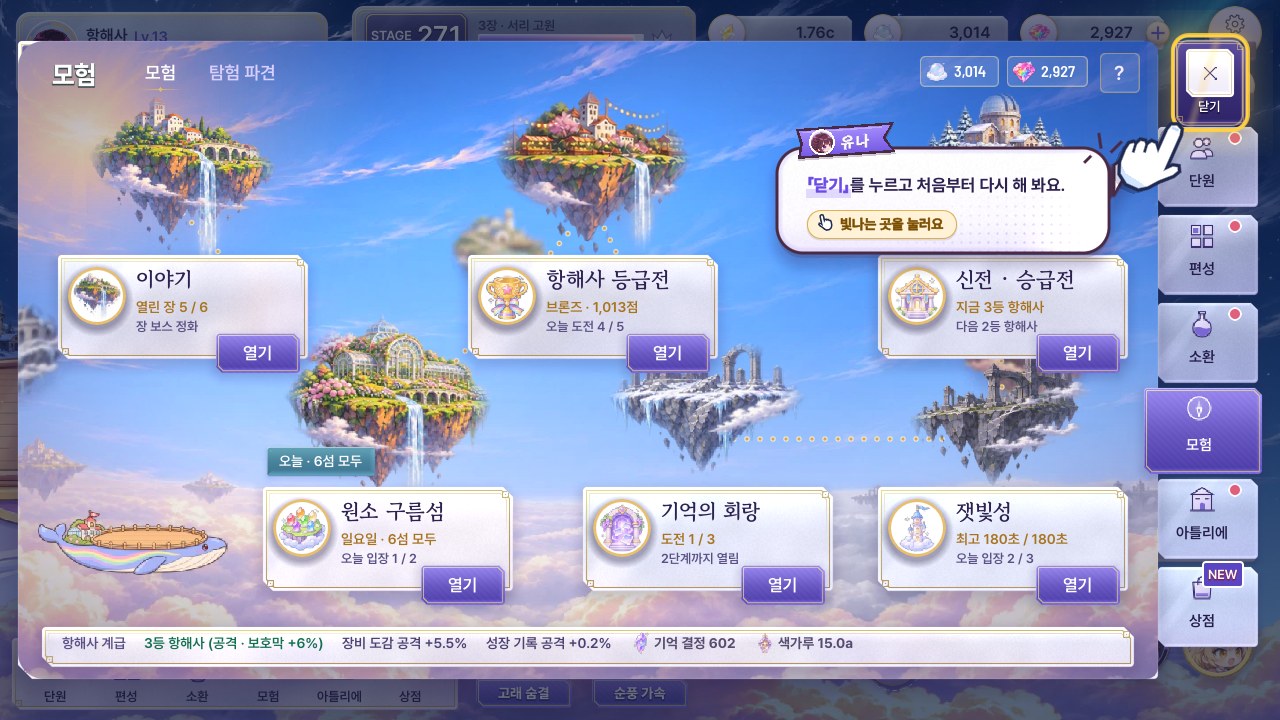 항해사 Lv.13
STAGE 271
3장 · 서리 고원
1.76c
3,014
2,927
모험
모험
탐험 파견
3,014
2,927
?
닫기
유나
「닫기」를 누르고 처음부터 다시 해 봐요.
빛나는 곳을 눌러요
단원
편성
소환
모험
아틀리에
NEW
상점
이야기
열린 장 5 / 6
장 보스 정화
열기
항해사 등급전
브론즈 · 1,013점
오늘 도전 4 / 5
열기
신전 · 승급전
지금 3등 항해사
다음 2등 항해사
열기
오늘 · 6섬 모두
원소 구름섬
일요일 · 6섬 모두
오늘 입장 1 / 2
열기
기억의 회랑
도전 1 / 3
2단계까지 열림
열기
잿빛성
최고 180초 / 180초
오늘 입장 2 / 3
열기
항해사 계급 3등 항해사 (공격 · 보호막 +6%) 장비 도감 공격 +5.5% 성장 기록 공격 +0.2% 기억 결정 602 색가루 15.0a
단원 편성 소환 모험 아틀리에 상점
고래 숨결
순풍 가속